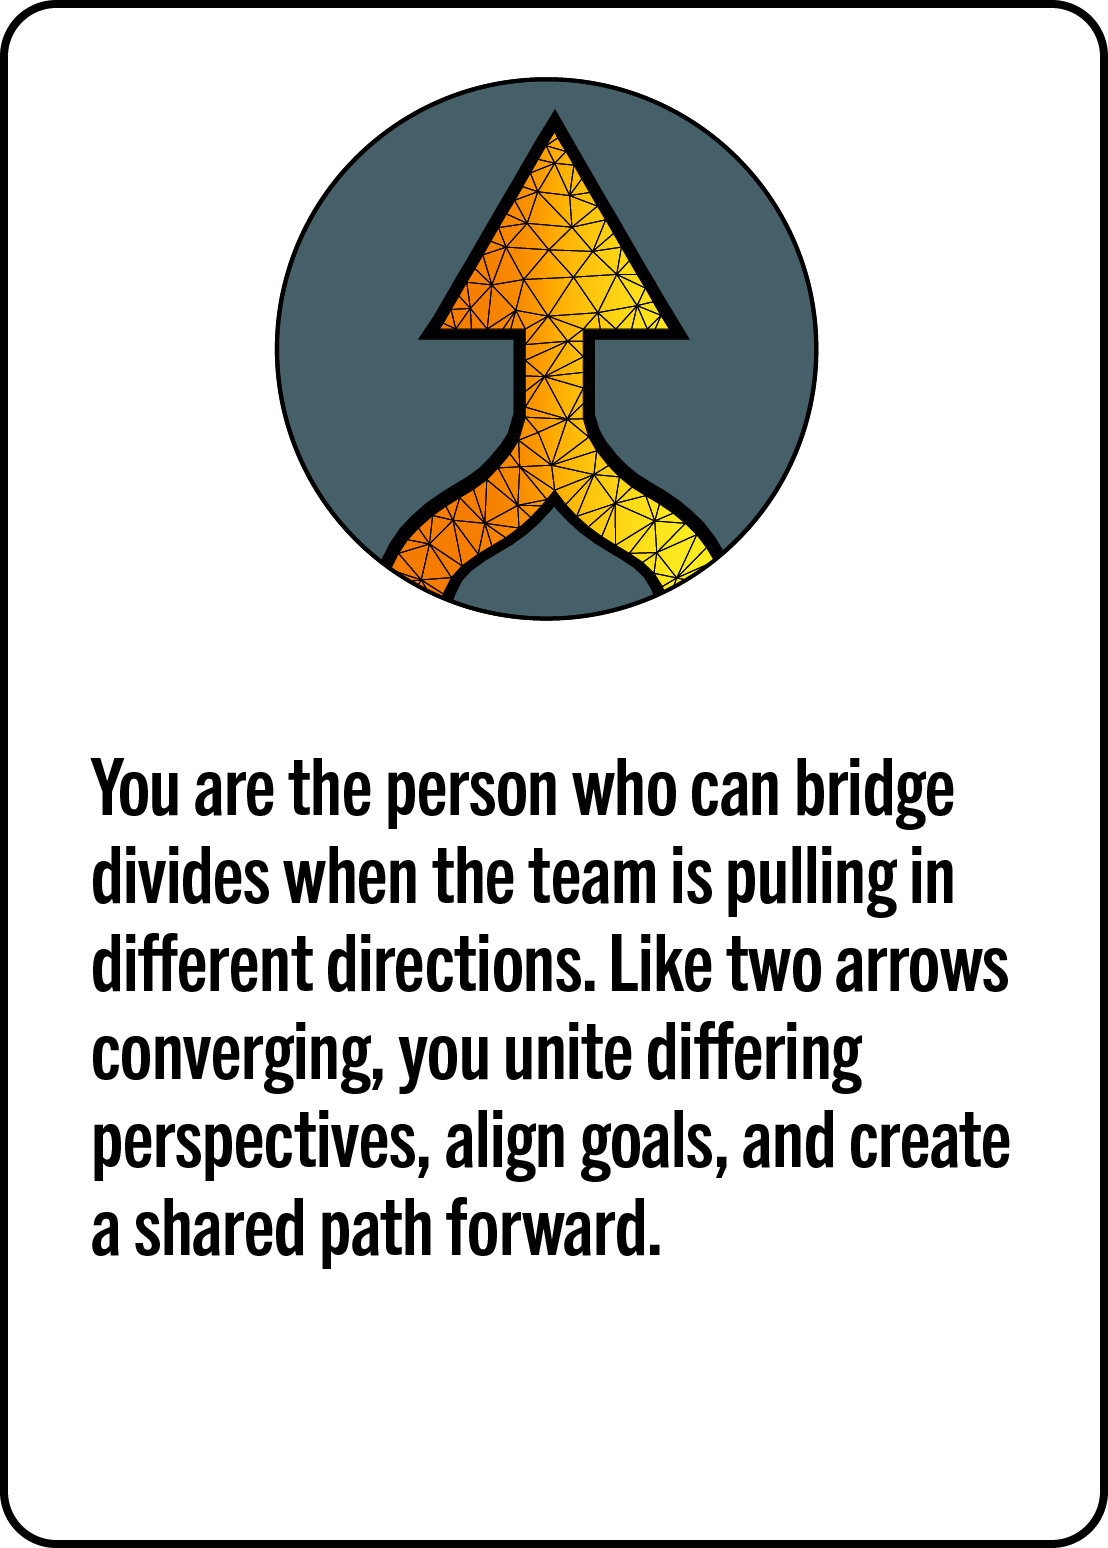 You are the person who can bridge
divides when the team is pulling in
different directions. Like two arrows
converging, you unite differing
perspectives, align goals, and create
a shared path forward.